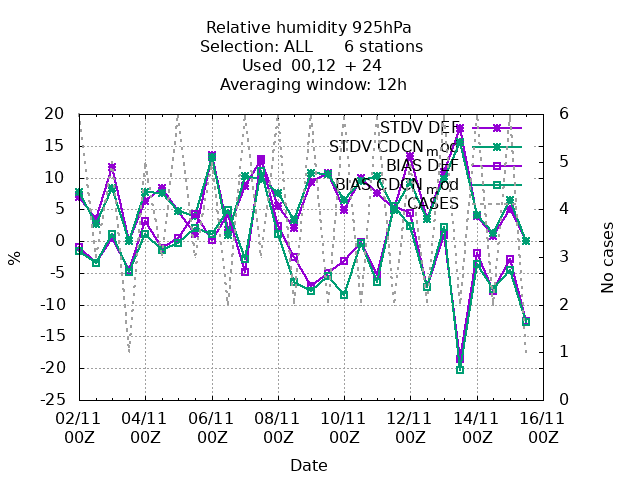 Relative humidity 925hPa
Selection: ALL 6 stations
Used 00,12 + 24
Averaging window: 12h
STDV DEF
STDV CDCN_mod
BIAS DEF
BIAS CDCN_mod
CASES
20
15
10
5
0
-5
-10
-15
-20
-25
6
5
4
3
2
1
0
%
No cases
02/11 04/11 06/11 08/11 10/11 12/11 14/11 16/11
00Z 00Z 00Z 00Z 00Z 00Z 00Z 00Z
Date